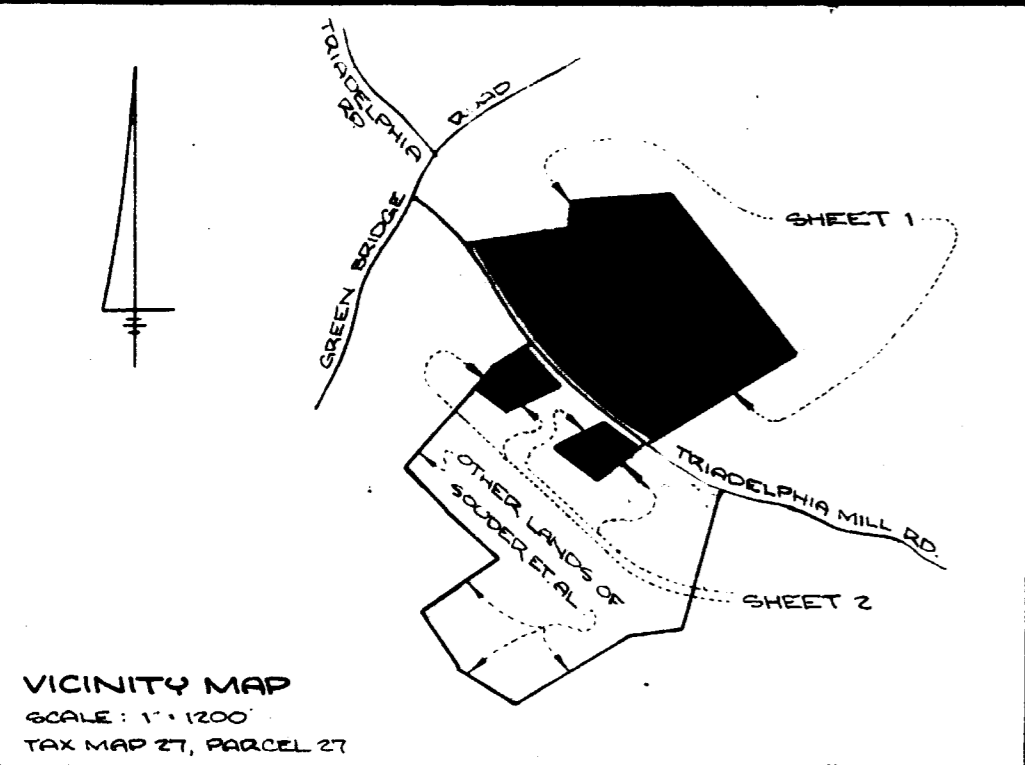 TRIADELPHIA
RD
ROAD
GREEN BRIDGE
SHEET 1
TRIADELPHIA MILL RD.
OTHER LANDS OF
SOUDER ET. AL
SHEET 2
VICINITY MAP
SCALE: 1" = 1200'
TAX MAP 27, PARCEL 27